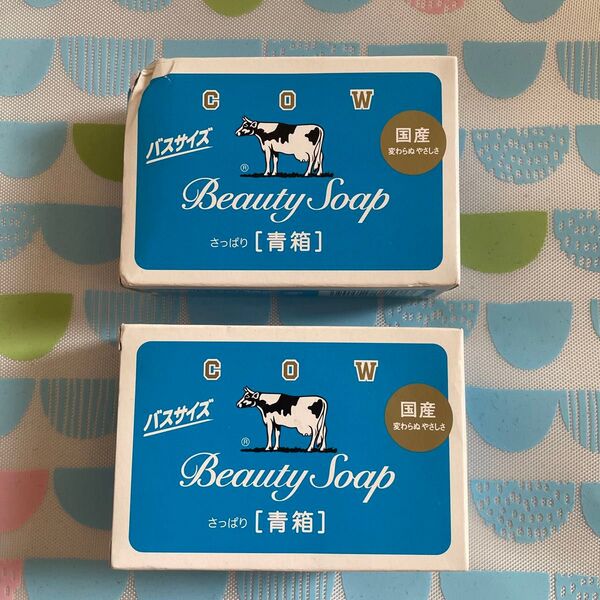 COW
バスサイズ
国産
変わらぬ やさしさ
®
Beauty Soap
さっぱり [青箱]
COW
バスサイズ
国産
変わらぬ やさしさ
®
Beauty Soap
さっぱり [青箱]